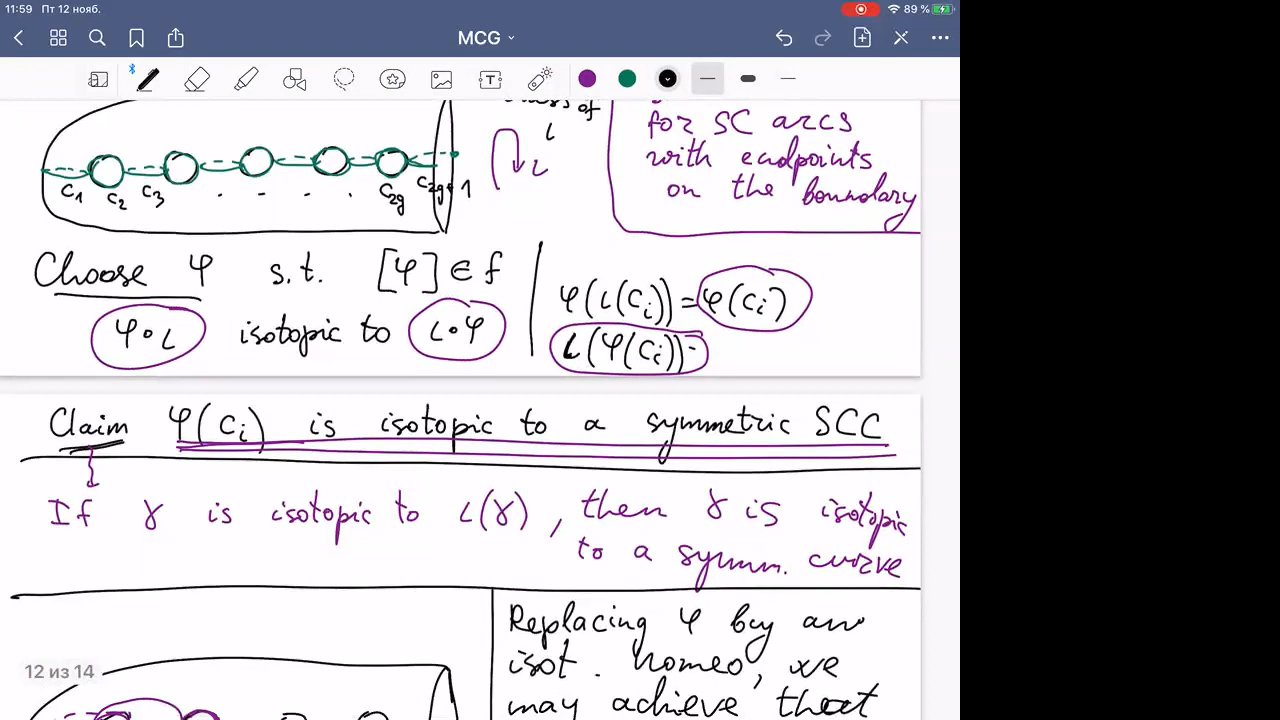 11:59 Пт 12 нояб.
89 %
MCG
of
ι
for SC arcs
with endpoints
on the boundary
ι
c1 c2 c3 . - . . c2g c2g+1
Choose φ s.t. [φ] ∈ f
φ∘ι isotopic to ι∘φ
φ(ι(ci)) = φ(ci)
ι(φ(ci))-
Claim φ(ci) is isotopic to a symmetric SCC
If γ is isotopic to ι(γ), then γ is isotopic
to a symm. curve
Replacing φ by an
isot. homeo, we
may achieve that
12 из 14